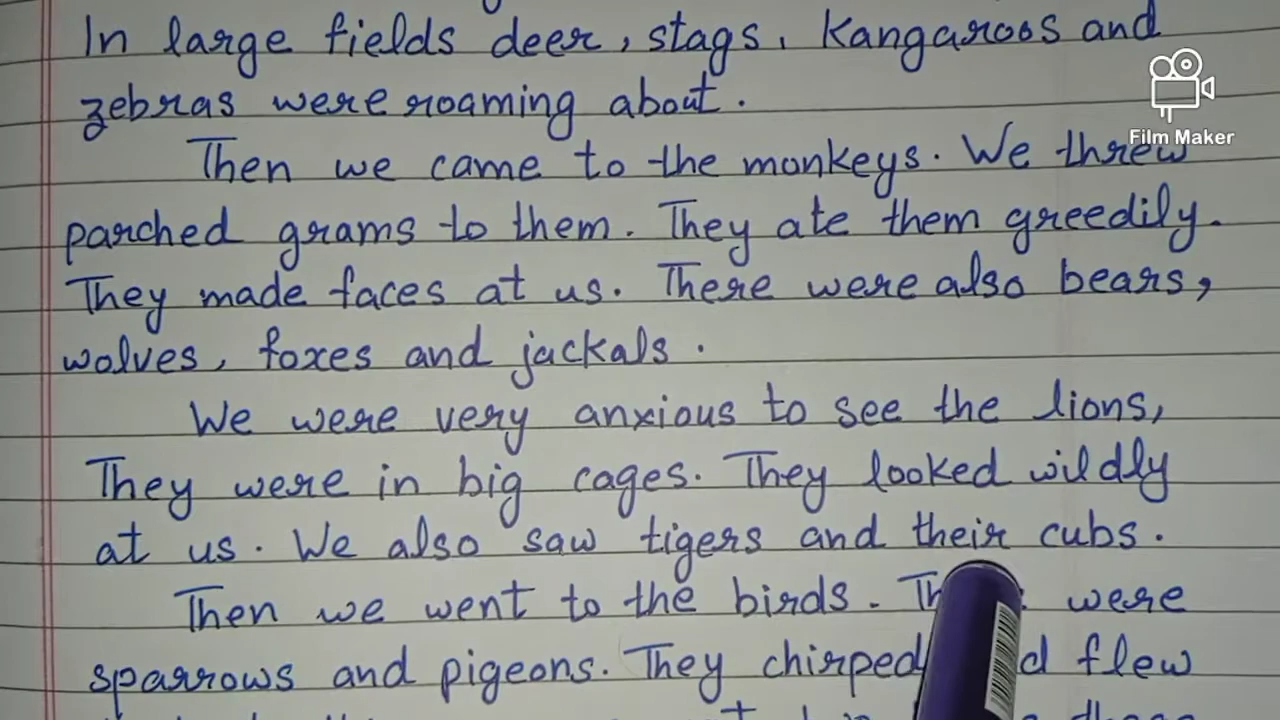 In large fields deer, stags, Kangaroos and
zebras were roaming about.
Film Maker
Then we came to the monkeys. We threw
parched grams to them. They ate them greedily.
They made faces at us. There were also bears,
wolves, foxes and jackals.
We were very anxious to see the lions,
They were in big cages. They looked wildly
at us. We also saw tigers and their cubs.
Then we went to the birds. were
sparrows and pigeons. They chirped flew